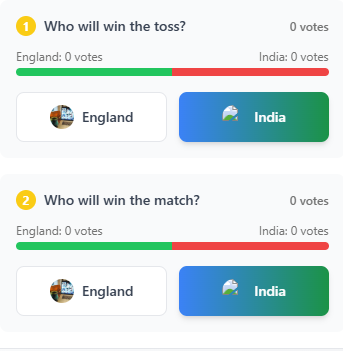 1 Who will win the toss? 0 votes
England: 0 votes India: 0 votes
England India
2 Who will win the match? 0 votes
England: 0 votes India: 0 votes
England India